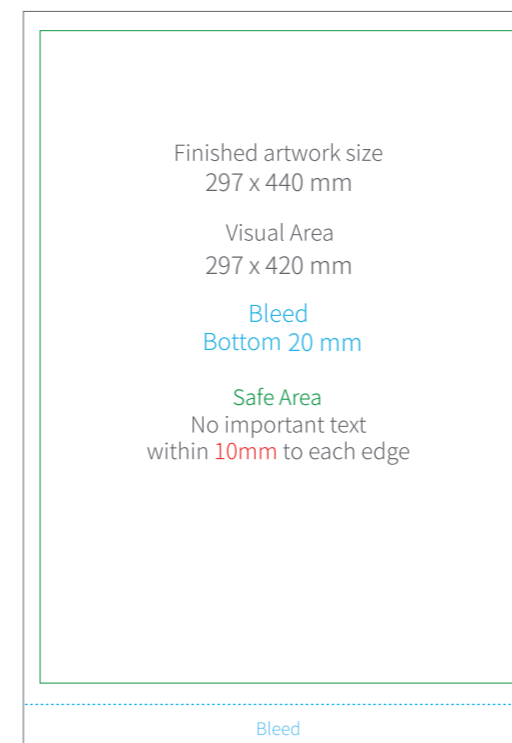 Finished artwork size
297 x 440 mm
Visual Area
297 x 420 mm
Bleed
Bottom 20 mm
Safe Area
No important text
within 10mm to each edge
Bleed